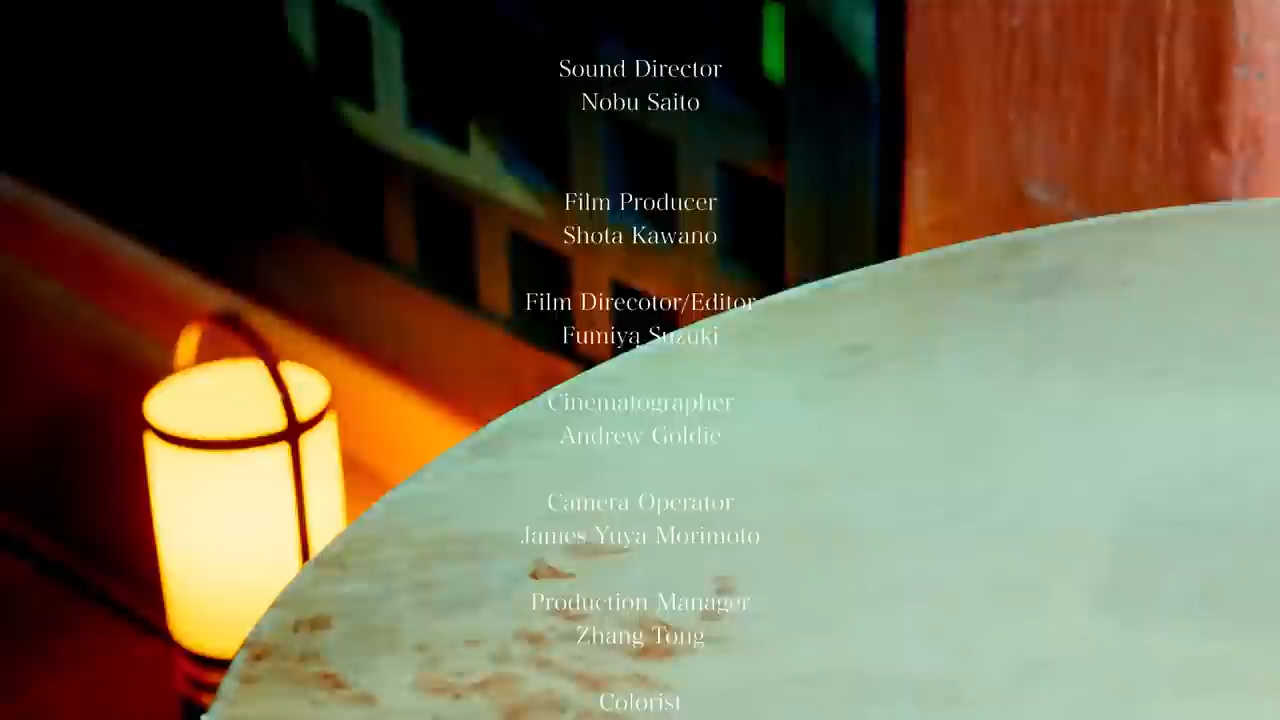 Sound Director
Nobu Saito
Film Producer
Shota Kawano
Film Direcotor/Editor
Fumiya Suzuki
Cinematographer
Andrew Goldie
Camera Operator
James Yuya Morimoto
Production Manager
Zhang Tong
Colorist